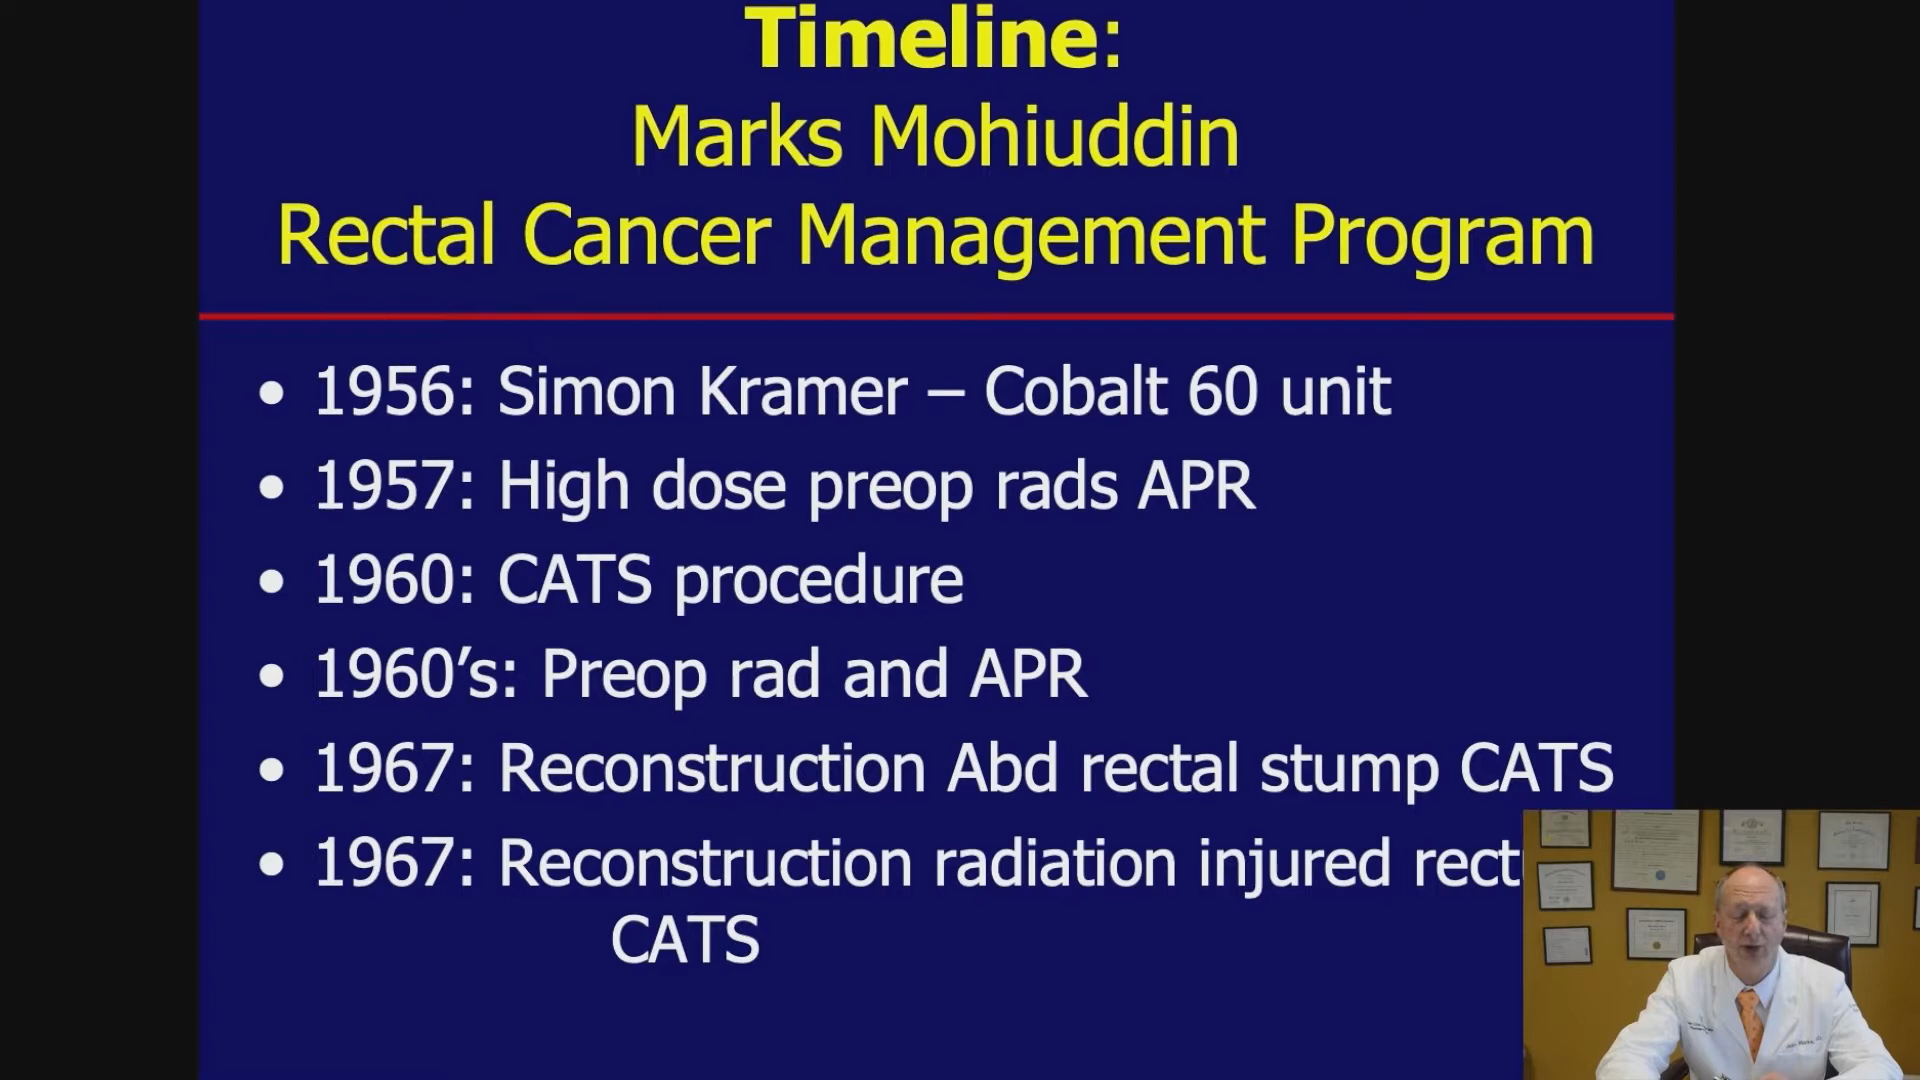 Timeline:
Marks Mohiuddin
Rectal Cancer Management Program
• 1956: Simon Kramer – Cobalt 60 unit
• 1957: High dose preop rads APR
• 1960: CATS procedure
• 1960’s: Preop rad and APR
• 1967: Reconstruction Abd rectal stump CATS
• 1967: Reconstruction radiation injured rect
CATS